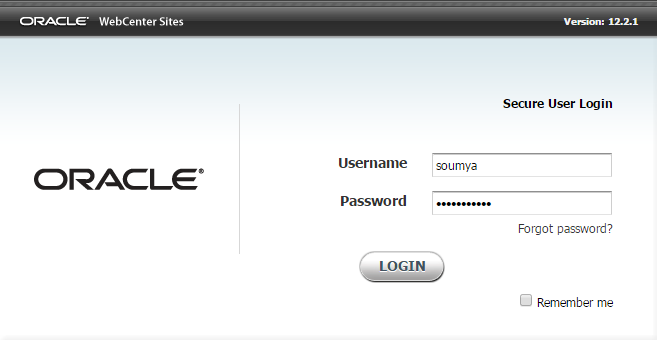 ORACLE® WebCenter Sites Version: 12.2.1
Secure User Login
ORACLE®
Username soumya
Password •••••••••••
Forgot password?
LOGIN
Remember me